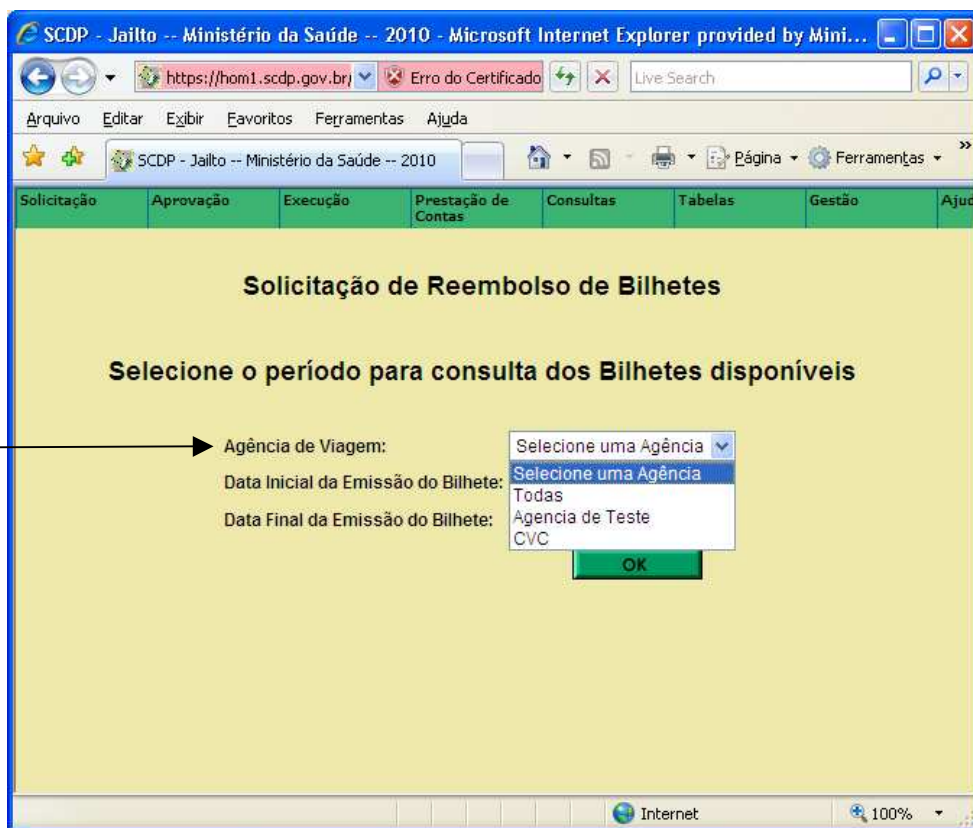 SCDP - Jailto -- Ministério da Saúde -- 2010 - Microsoft Internet Explorer provided by Mini...
https://hom1.scdp.gov.br/ Erro do Certificado Live Search
Arquivo Editar Exibir Favoritos Ferramentas Ajuda
SCDP - Jailto -- Ministério da Saúde -- 2010 Página Ferramentas »
Solicitação Aprovação Execução Prestação de Contas Consultas Tabelas Gestão Ajud
Solicitação de Reembolso de Bilhetes
Selecione o período para consulta dos Bilhetes disponíveis
Agência de Viagem: Selecione uma Agência
Selecione uma Agência
Data Inicial da Emissão do Bilhete:
Todas
Data Final da Emissão do Bilhete: Agencia de Teste
CVC
OK
Internet 100%